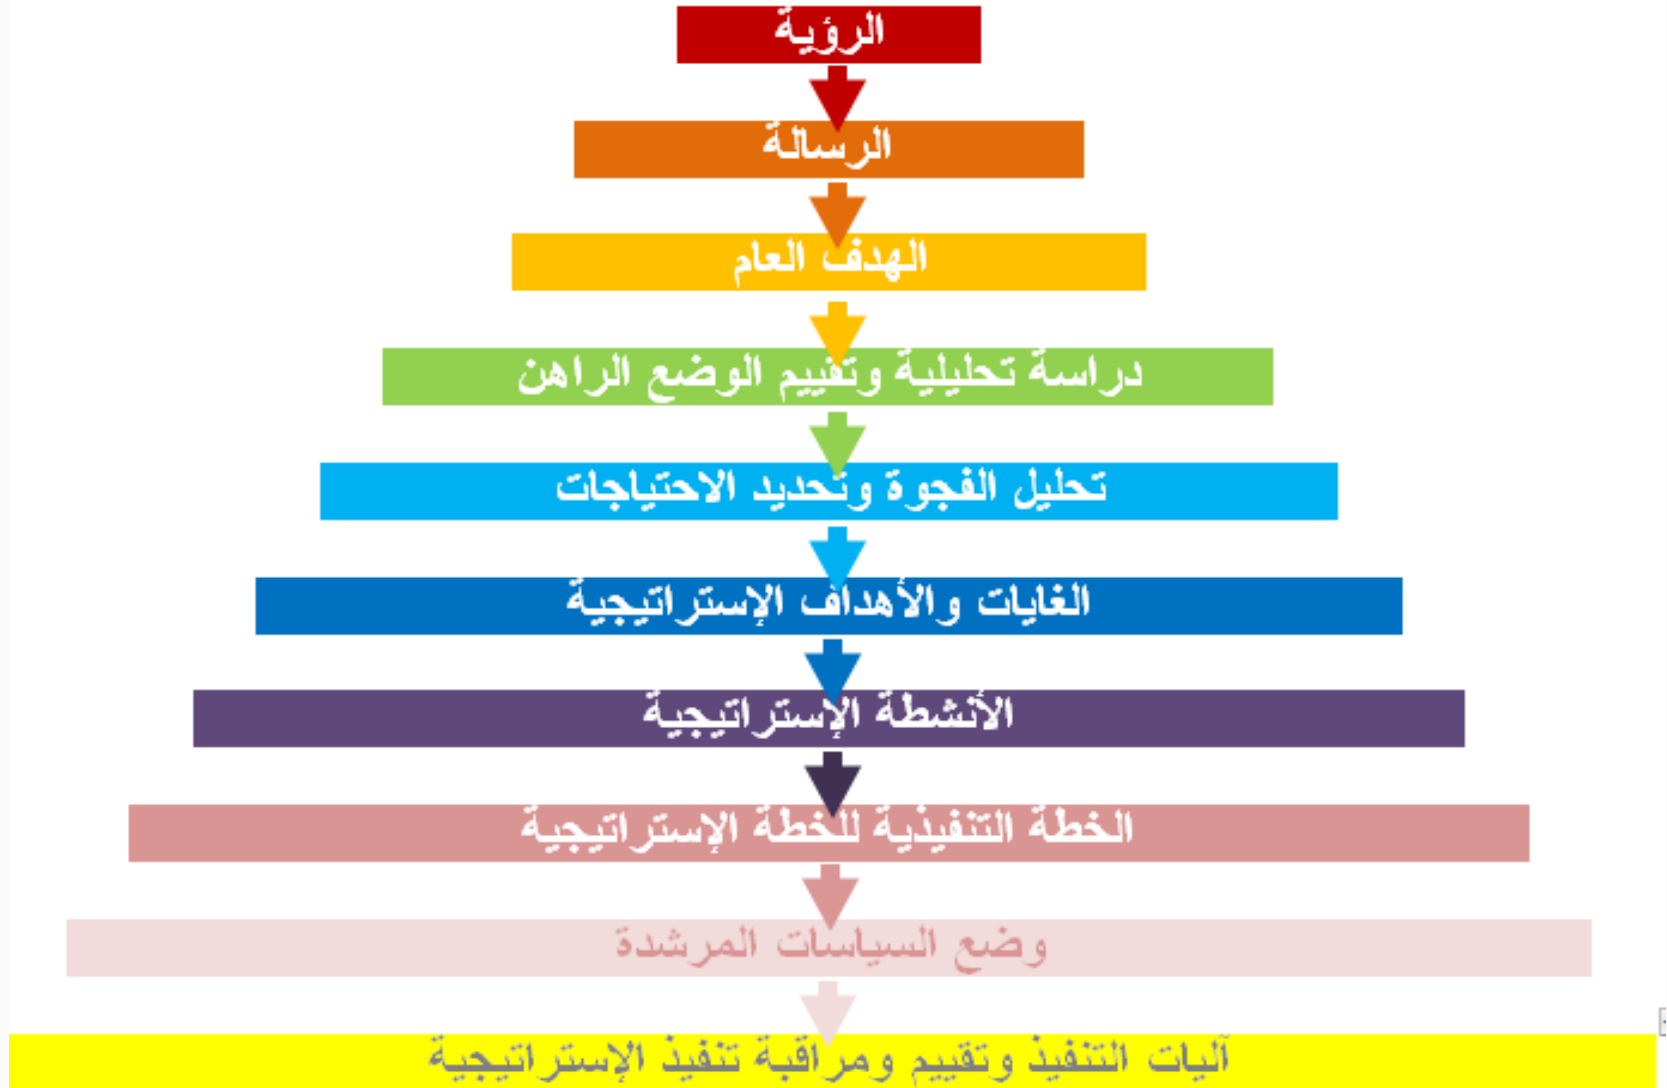 الرؤية
الرسالة
الهدف العام
دراسة تحليلية وتقييم الوضع الراهن
تحليل الفجوة وتحديد الاحتياجات
الغايات والأهداف الإستراتيجية
الأنشطة الإستراتيجية
الخطة التنفيذية للخطة الإستراتيجية
وضع السياسات المرشدة
آليات التنفيذ وتقييم ومراقبة تنفيذ الإستراتيجية